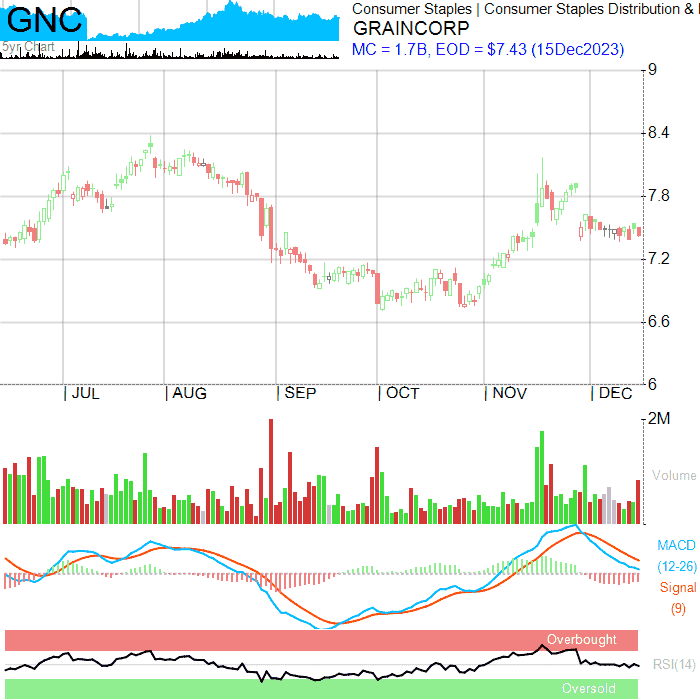 GNC
5yr Chart
Consumer Staples | Consumer Staples Distribution &
GRAINCORP
MC = 1.7B, EOD = $7.43 (15Dec2023)
9
8.4
7.8
7.2
6.6
6
JUL AUG SEP OCT NOV DEC
2M
Volume
MACD
(12-26)
Signal
(9)
Overbought
RSI(14)
Oversold